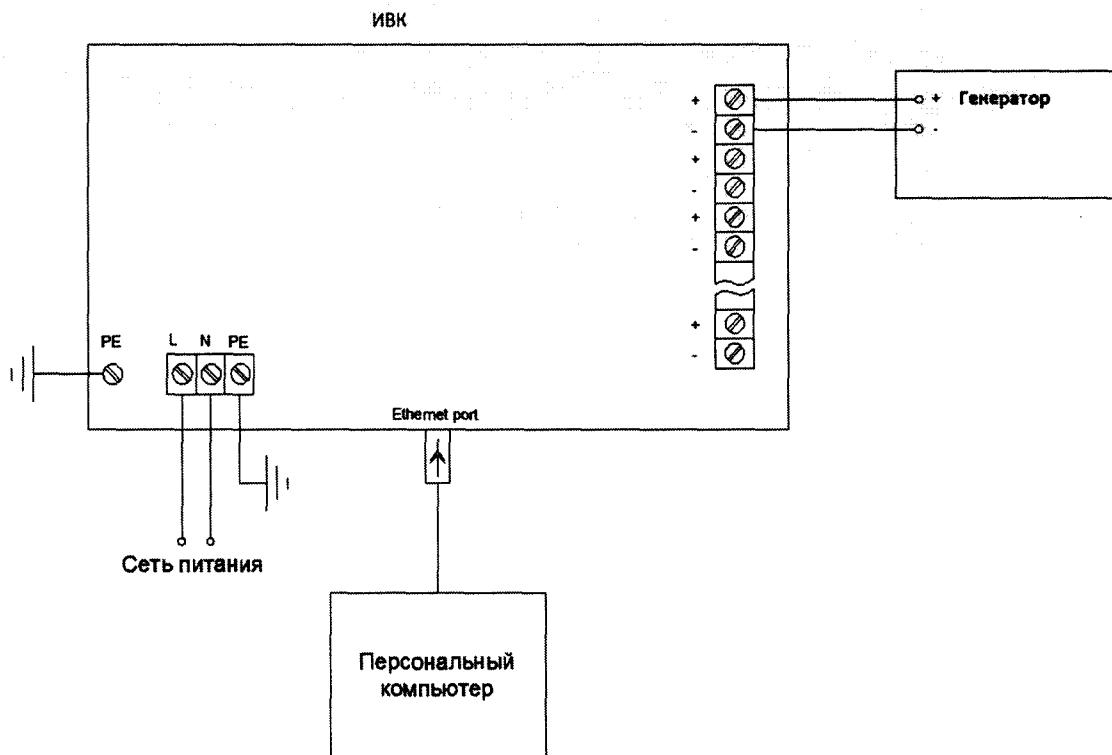 ИВК
+
+ Генератор
-
-
+
-
+
-
+
-
PE
L N PE
Ethernet port
Сеть питания
Персональный
компьютер